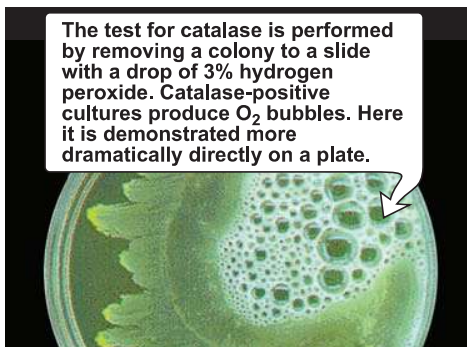 The test for catalase is performed
by removing a colony to a slide
with a drop of 3% hydrogen
peroxide. Catalase-positive
cultures produce O₂ bubbles. Here
it is demonstrated more
dramatically directly on a plate.